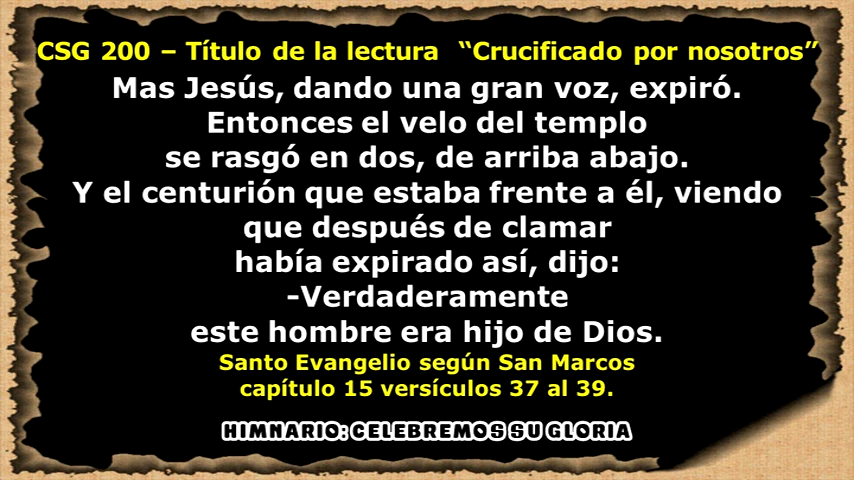 CSG 200 – Título de la lectura “Crucificado por nosotros”
Mas Jesús, dando una gran voz, expiró.
Entonces el velo del templo
se rasgó en dos, de arriba abajo.
Y el centurión que estaba frente a él, viendo
que después de clamar
había expirado así, dijo:
-Verdaderamente
este hombre era hijo de Dios.
Santo Evangelio según San Marcos
capítulo 15 versículos 37 al 39.
HIMNARIO: CELEBREMOS SU GLORIA